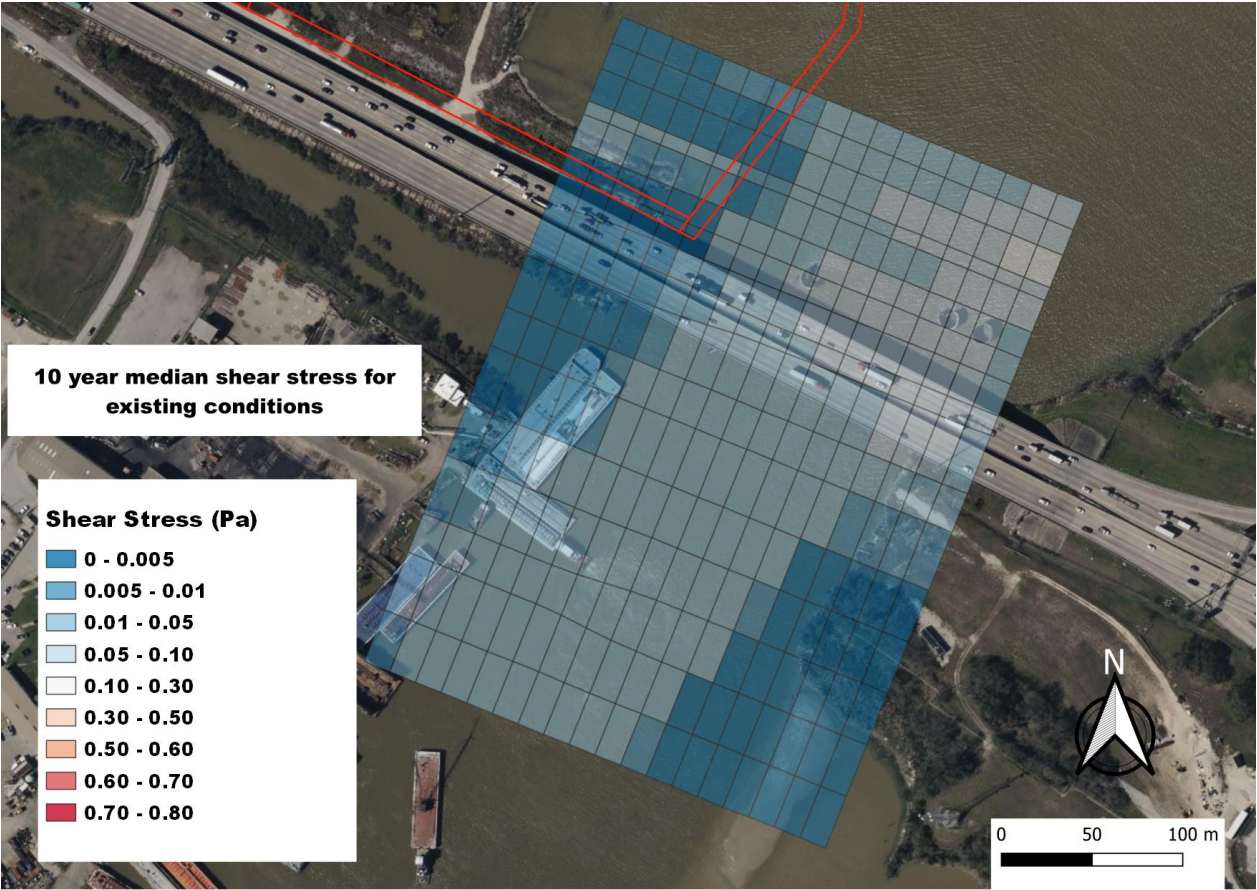 10 year median shear stress for
existing conditions
Shear Stress (Pa)
0 - 0.005
0.005 - 0.01
0.01 - 0.05
0.05 - 0.10
0.10 - 0.30
0.30 - 0.50
0.50 - 0.60
0.60 - 0.70
0.70 - 0.80
N
0 50 100 m